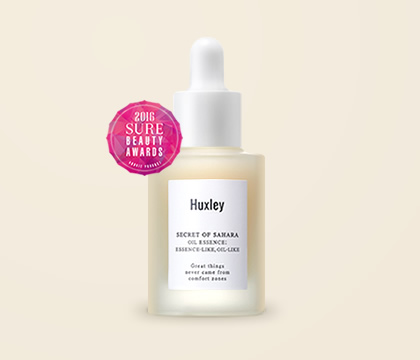 2016
SURE
BEAUTY
AWARDS
Huxley
SECRET OF SAHARA
OIL ESSENCE;
ESSENCE-LIKE, OIL-LIKE
Great things
never came from
comfort zones